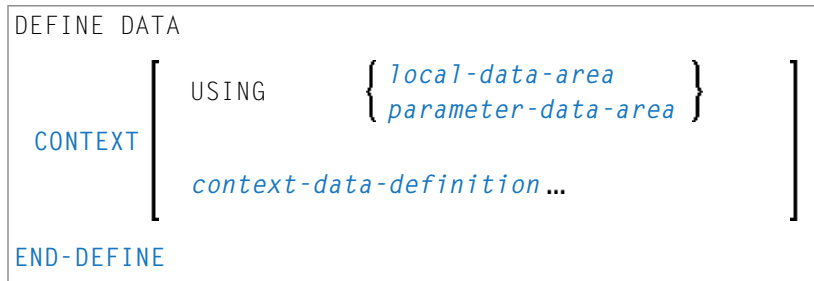 DEFINE DATA
local-data-area
USING
parameter-data-area
CONTEXT
context-data-definition...
END-DEFINE